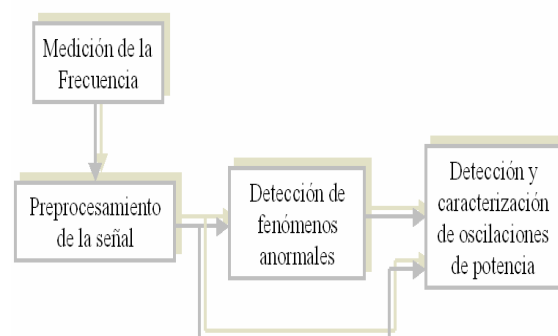 Medición de la
Frecuencia
Preprocesamiento
de la señal
Detección de
fenómenos
anormales
Detección y
caracterización
de oscilaciones
de potencia